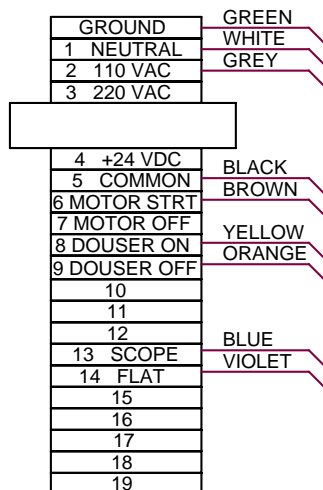 GROUND GREEN
1 NEUTRAL WHITE
2 110 VAC GREY
3 220 VAC
4 +24 VDC
5 COMMON BLACK
6 MOTOR STRT BROWN
7 MOTOR OFF
8 DOUSER ON YELLOW
9 DOUSER OFF ORANGE
10
11
12
13 SCOPE BLUE
14 FLAT VIOLET
15
16
17
18
19